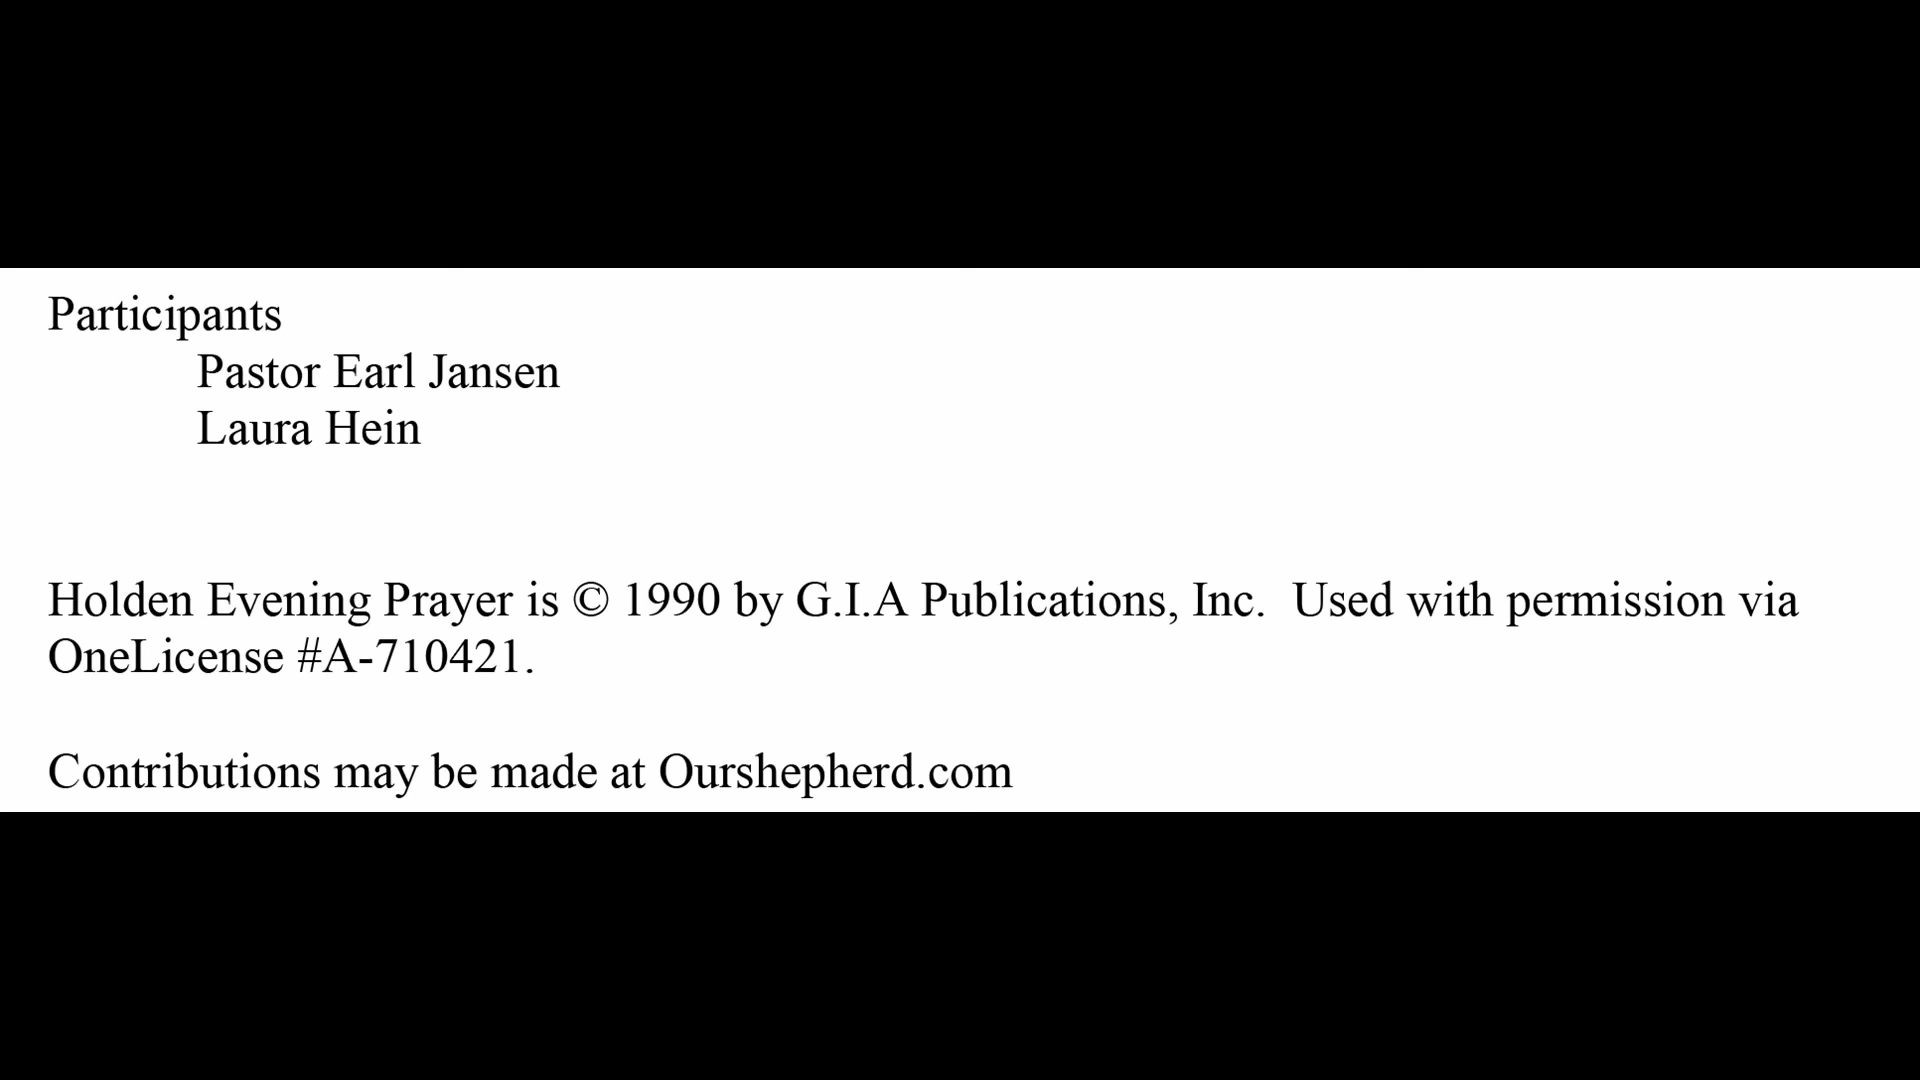 Participants
Pastor Earl Jansen
Laura Hein
Holden Evening Prayer is © 1990 by G.I.A Publications, Inc.  Used with permission via
OneLicense #A-710421.
Contributions may be made at Ourshepherd.com